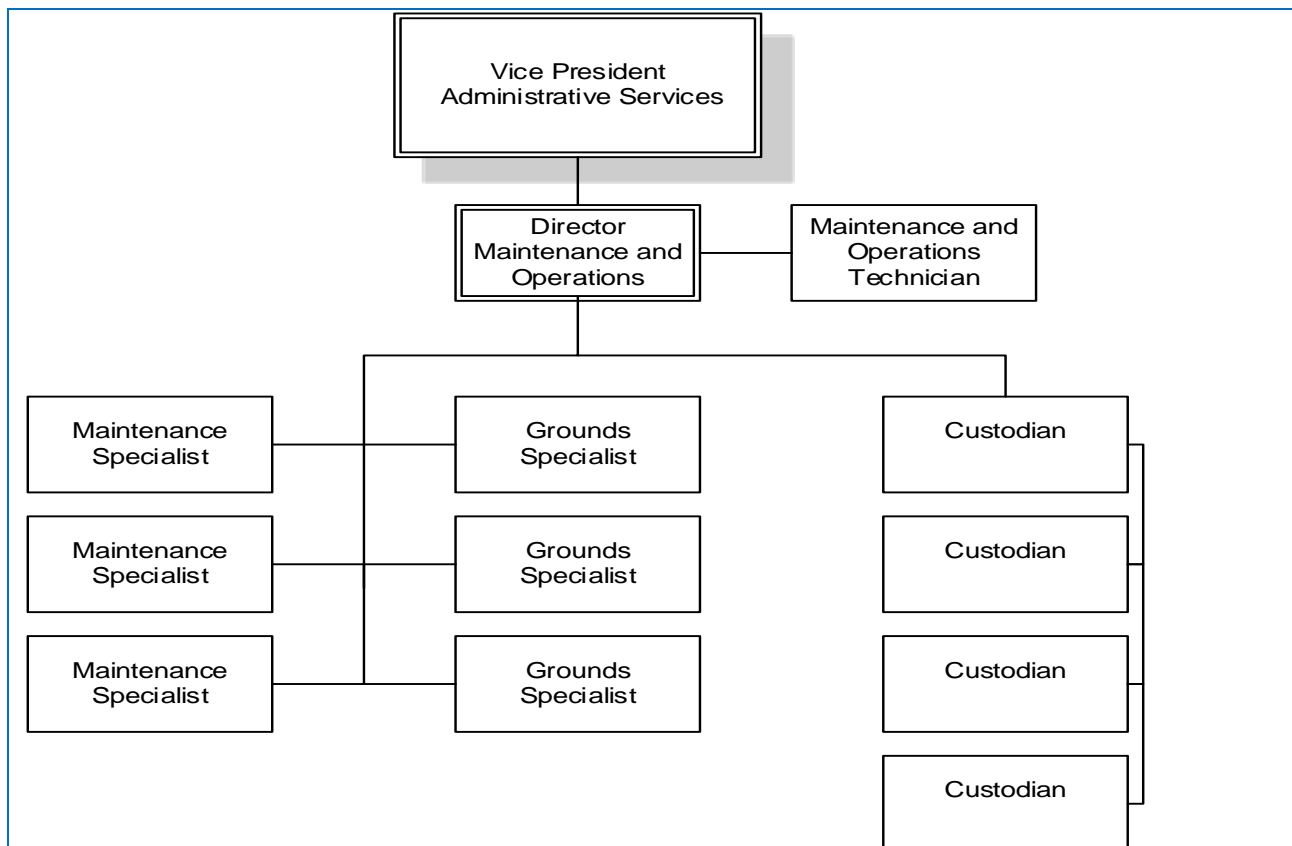 Vice President
Administrative Services
Director
Maintenance and
Operations
Maintenance and
Operations
Technician
Maintenance
Specialist
Grounds
Specialist
Custodian
Maintenance
Specialist
Grounds
Specialist
Custodian
Maintenance
Specialist
Grounds
Specialist
Custodian
Custodian